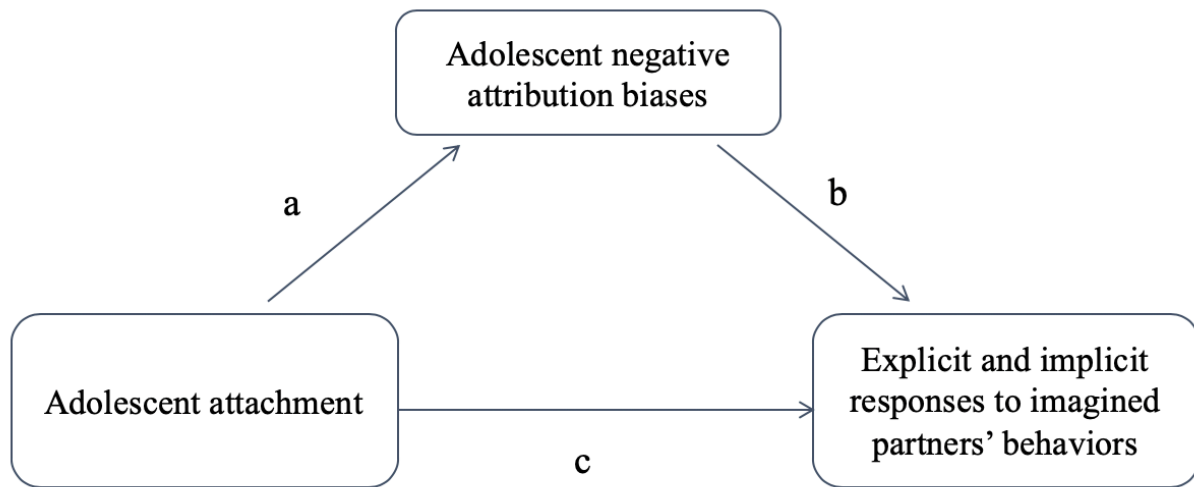 Adolescent negative
attribution biases
a
b
Adolescent attachment
Explicit and implicit
responses to imagined
partners’ behaviors
c